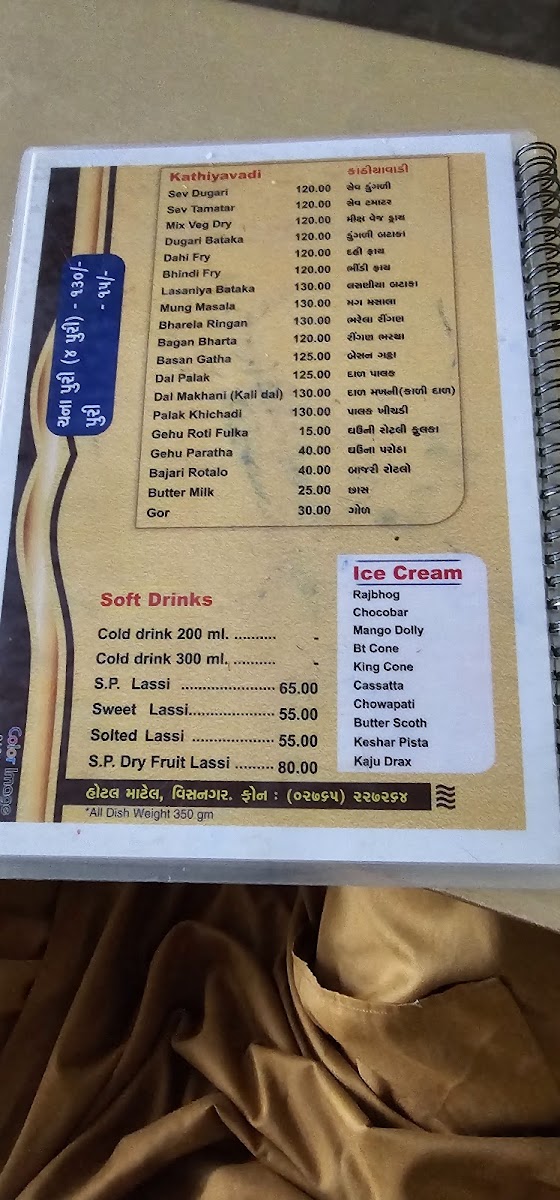 Kathiyavadi કાઠીયાવાડી
Sev Dugari 120.00 સેવ ડુંગળી
Sev Tamatar 120.00 સેવ ટમાટર
Mix Veg Dry 120.00 મીક્ષ વેજ ડ્રાય
Dugari Bataka 120.00 ડુંગળી બટાકા
Dahi Fry 120.00 દહી ફ્રાય
Bhindi Fry 120.00 ભીંડી ફ્રાય
Lasaniya Bataka 130.00 લસણીયા બટાકા
Mung Masala 130.00 મગ મસાલા
Bharela Ringan 130.00 ભરેલા રીંગણ
Bagan Bharta 120.00 રીંગણ ભરથા
Basan Gatha 125.00 બેસન ગઠ્ઠા
Dal Palak 125.00 દાળ પાલક
Dal Makhani (Kali dal) 130.00 દાળ મખની(કાળી દાળ)
Palak Khichadi 130.00 પાલક ખીચડી
Gehu Roti Fulka 15.00 ઘઉંની રોટલી ફુલકા
Gehu Paratha 40.00 ઘઉંના પરોઠા
Bajari Rotalo 40.00 બાજરી રોટલો
Butter Milk 25.00 છાસ
Gor 30.00 ગોળ
ચના પુરી (૪ પુરી) - ૧૩૦/-
પુરી - ૧૫/-
Soft Drinks
Cold drink 200 ml. .......... -
Cold drink 300 ml. .......... -
S.P. Lassi ...................... 65.00
Sweet Lassi.................... 55.00
Solted Lassi ................... 55.00
S.P. Dry Fruit Lassi ......... 80.00
Ice Cream
Rajbhog
Chocobar
Mango Dolly
Bt Cone
King Cone
Cassatta
Chowapati
Butter Scoth
Keshar Pista
Kaju Drax
હોટલ માટેલ, વિસનગર. ફોન : (૦૨૭૬૫) ૨૨૭૨૬૪
*All Dish Weight 350 gm
Color Image